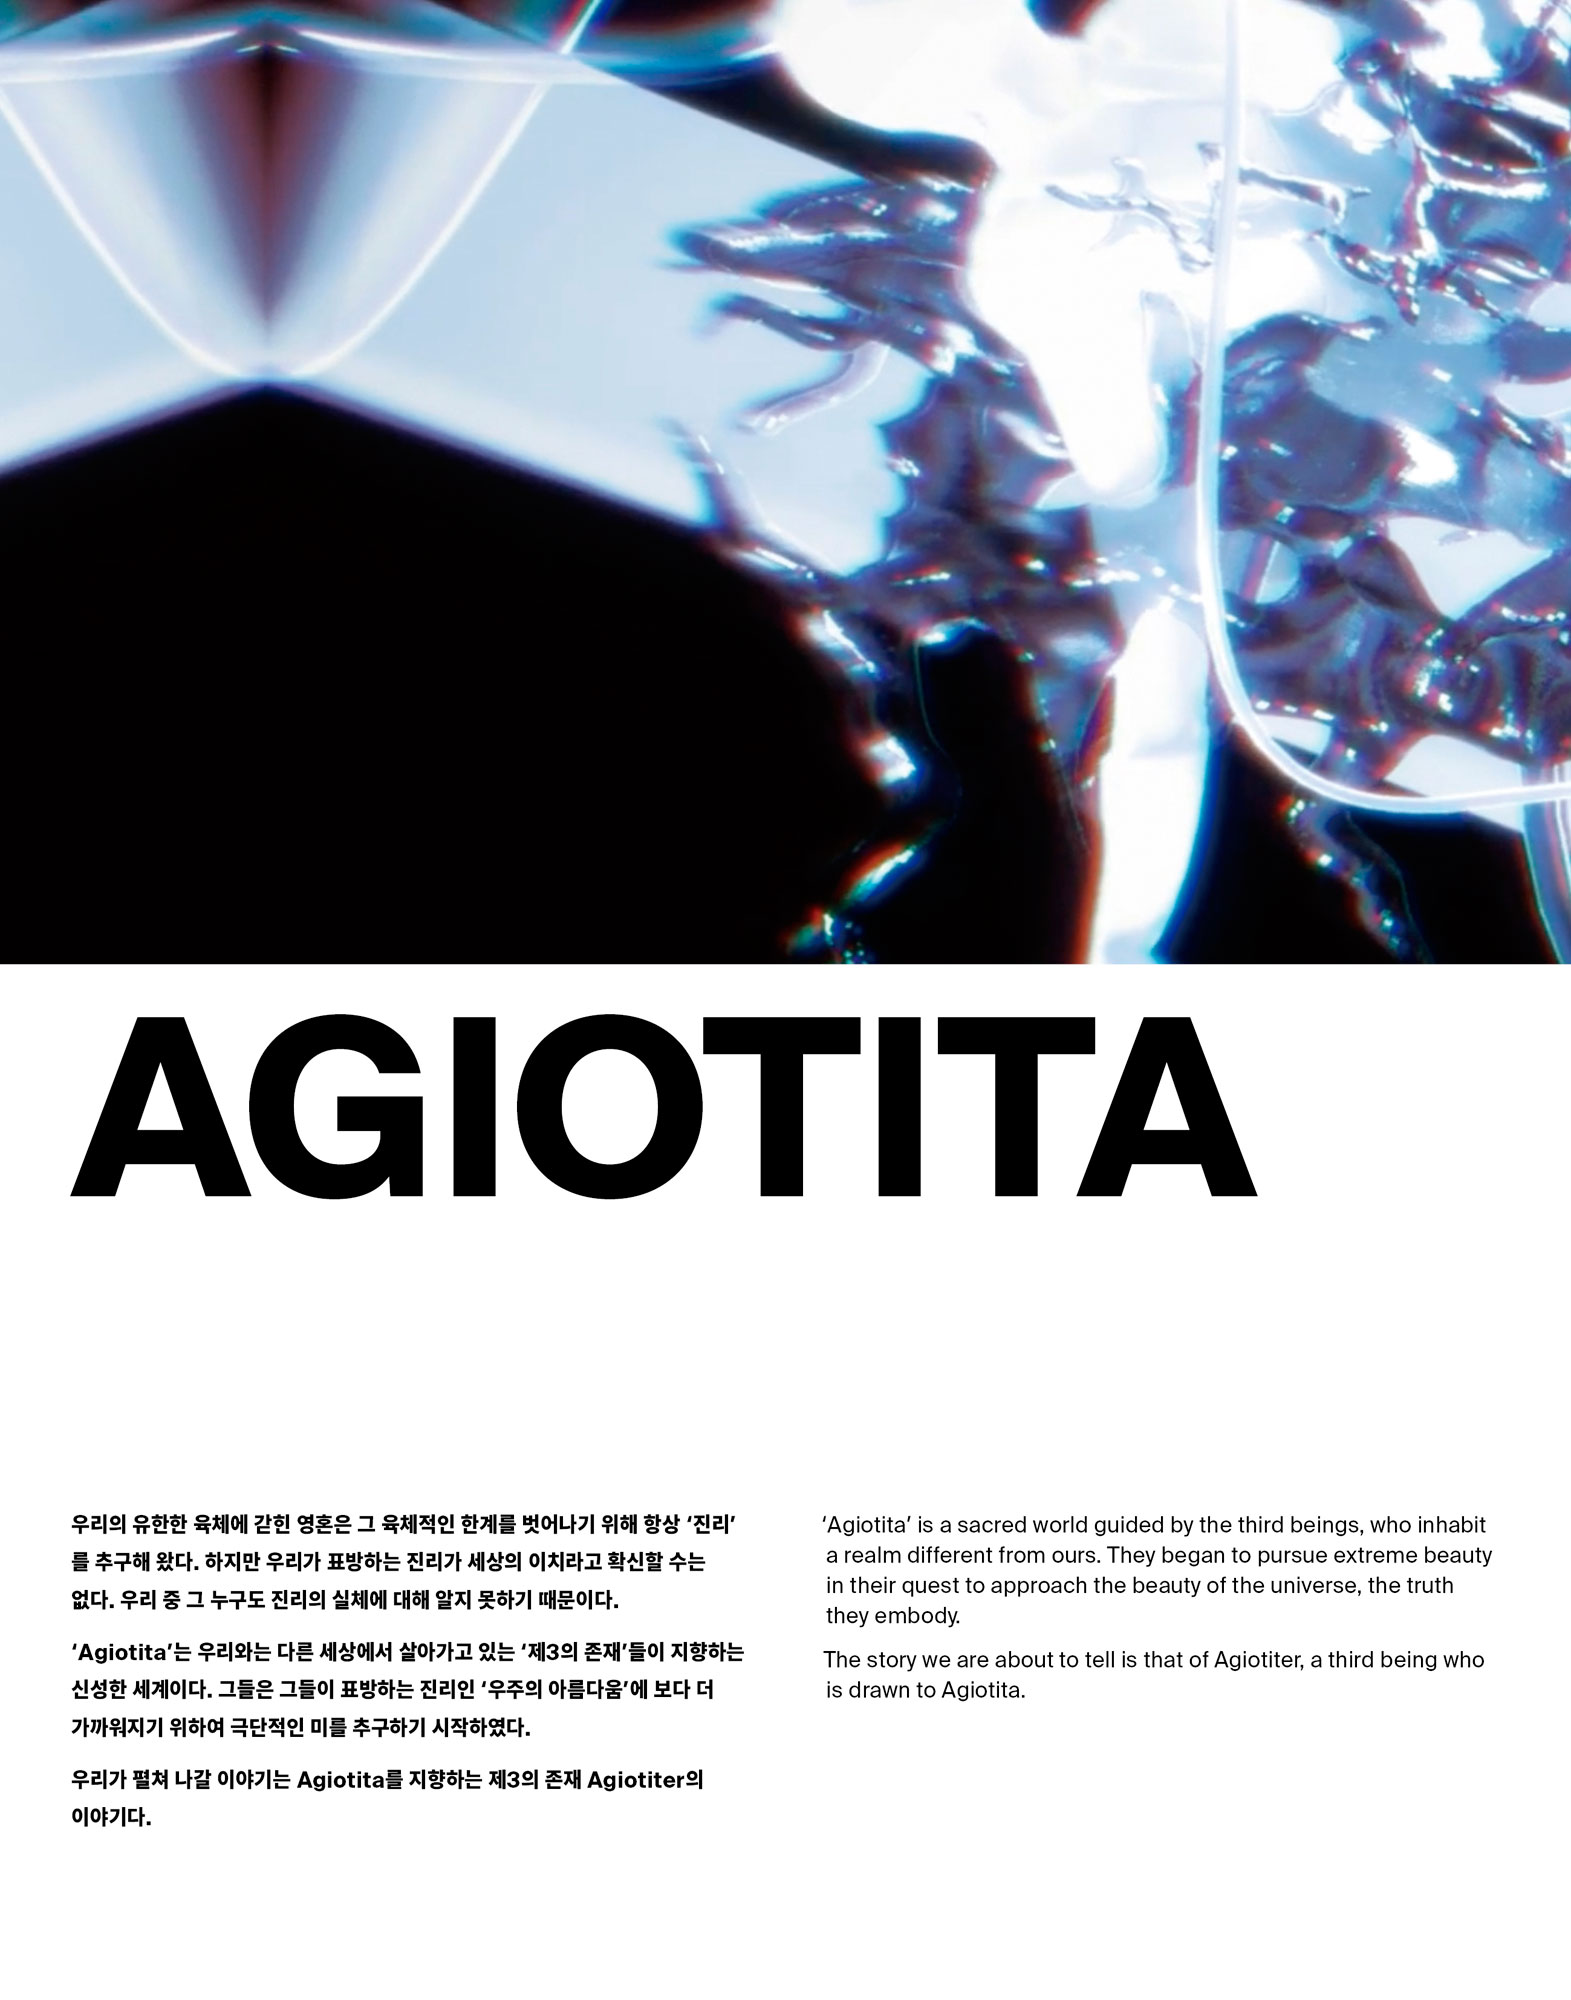 AGIOTITA
우리의 유한한 육체에 갇힌 영혼은 그 육체적인 한계를 벗어나기 위해 항상 ‘진리’
를 추구해 왔다. 하지만 우리가 표방하는 진리가 세상의 이치라고 확신할 수는
없다. 우리 중 그 누구도 진리의 실체에 대해 알지 못하기 때문이다.
‘Agiotita’는 우리와는 다른 세상에서 살아가고 있는 ‘제3의 존재’들이 지향하는
신성한 세계이다. 그들은 그들이 표방하는 진리인 ‘우주의 아름다움’에 보다 더
가까워지기 위하여 극단적인 미를 추구하기 시작하였다.
우리가 펼쳐 나갈 이야기는 Agiotita를 지향하는 제3의 존재 Agiotiter의
이야기다.
‘Agiotita’ is a sacred world guided by the third beings, who inhabit
a realm different from ours. They began to pursue extreme beauty
in their quest to approach the beauty of the universe, the truth
they embody.
The story we are about to tell is that of Agiotiter, a third being who
is drawn to Agiotita.